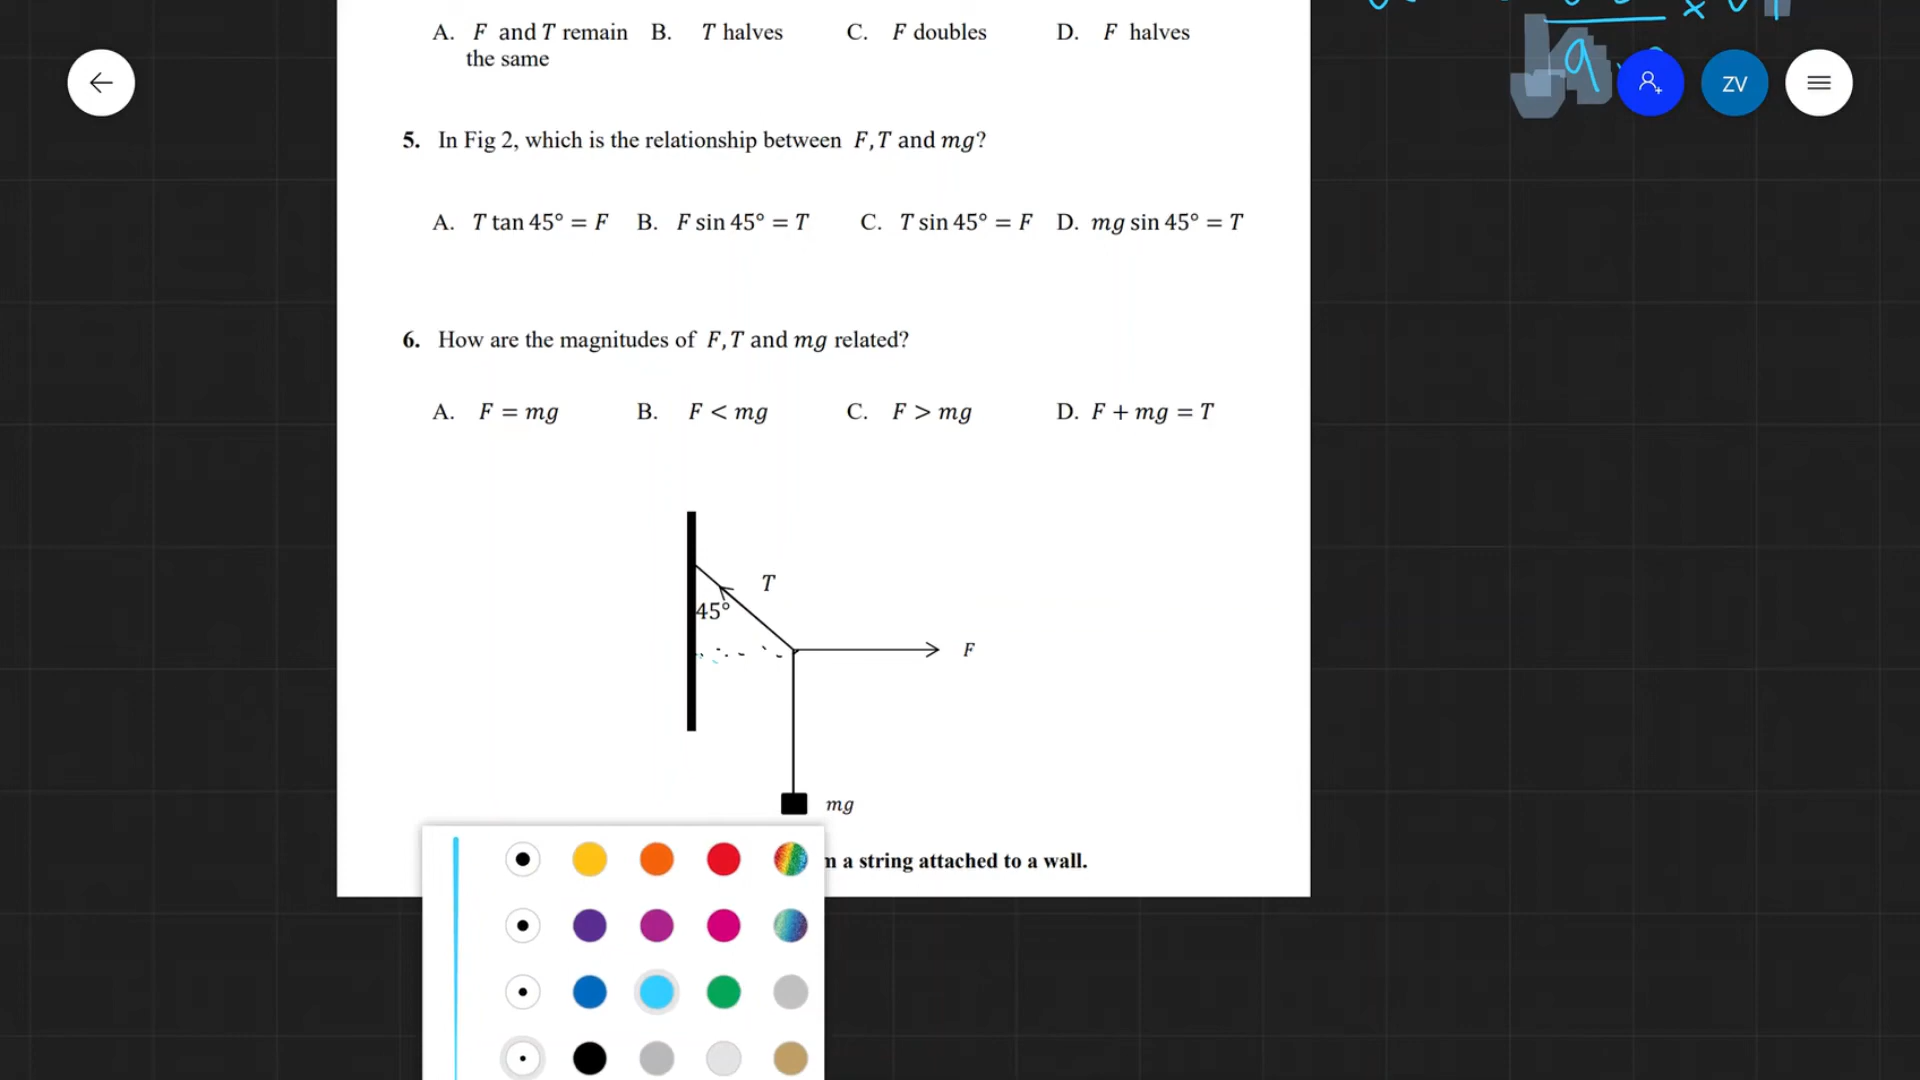 A. F and T remain the same B. T halves C. F doubles D. F halves
5. In Fig 2, which is the relationship between F,T and mg?
A. T tan 45° = F B. F sin 45° = T C. T sin 45° = F D. mg sin 45° = T
6. How are the magnitudes of F,T and mg related?
A. F = mg B. F < mg C. F > mg D. F + mg = T
T
45°
F
mg
a string attached to a wall.
ZV